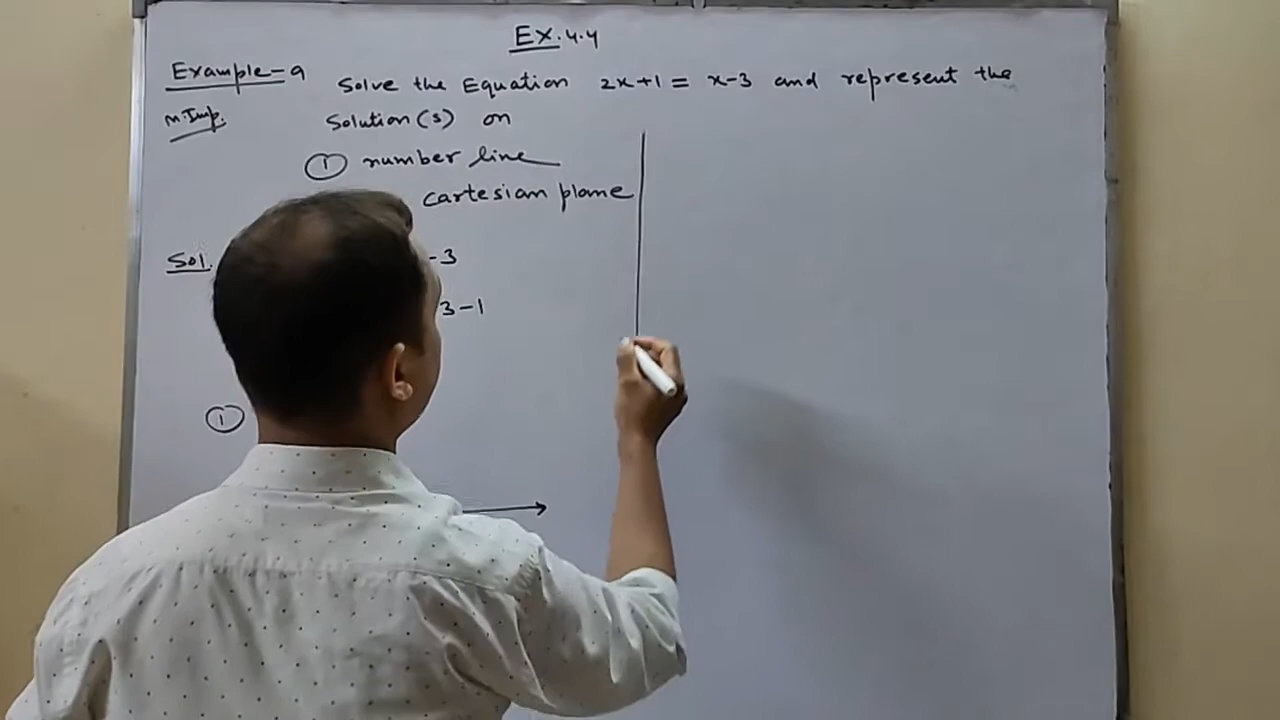 Ex. 4.4
Example-9 Solve the Equation 2x+1 = x-3 and represent the
M.Imp. Solution(s) on
① number line
cartesian plane
Sol. -3
3-1
①